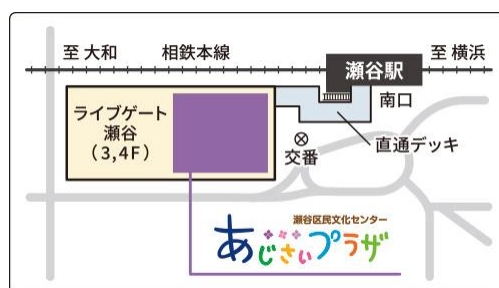 至 大和
相鉄本線
瀬谷駅
至 横浜
南口
ライブゲート
瀬谷
(3,4F)
直通デッキ
交番
瀬谷区民文化センター
あじさいプラザ